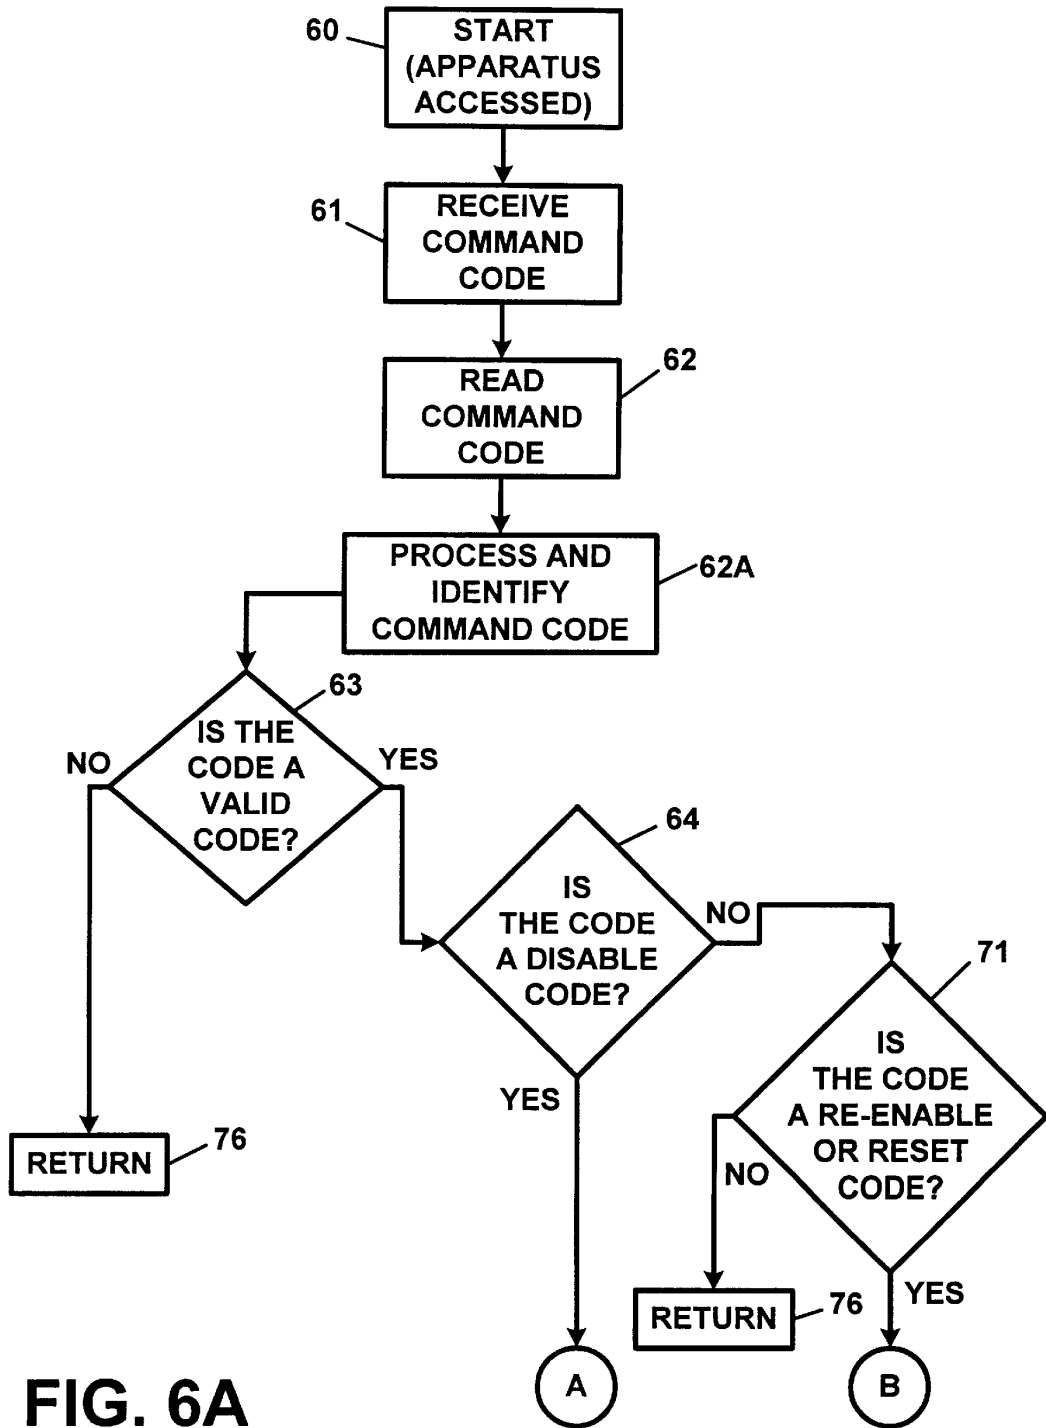 60
START
(APPARATUS
ACCESSED)
61
RECEIVE
COMMAND
CODE
62
READ
COMMAND
CODE
62A
PROCESS AND
IDENTIFY
COMMAND CODE
63
IS THE
CODE A
VALID
CODE?
NO
YES
64
IS
THE CODE
A DISABLE
CODE?
NO
YES
71
IS
THE CODE
A RE-ENABLE
OR RESET
CODE?
NO
YES
RETURN
76
RETURN
76
A
B
FIG. 6A